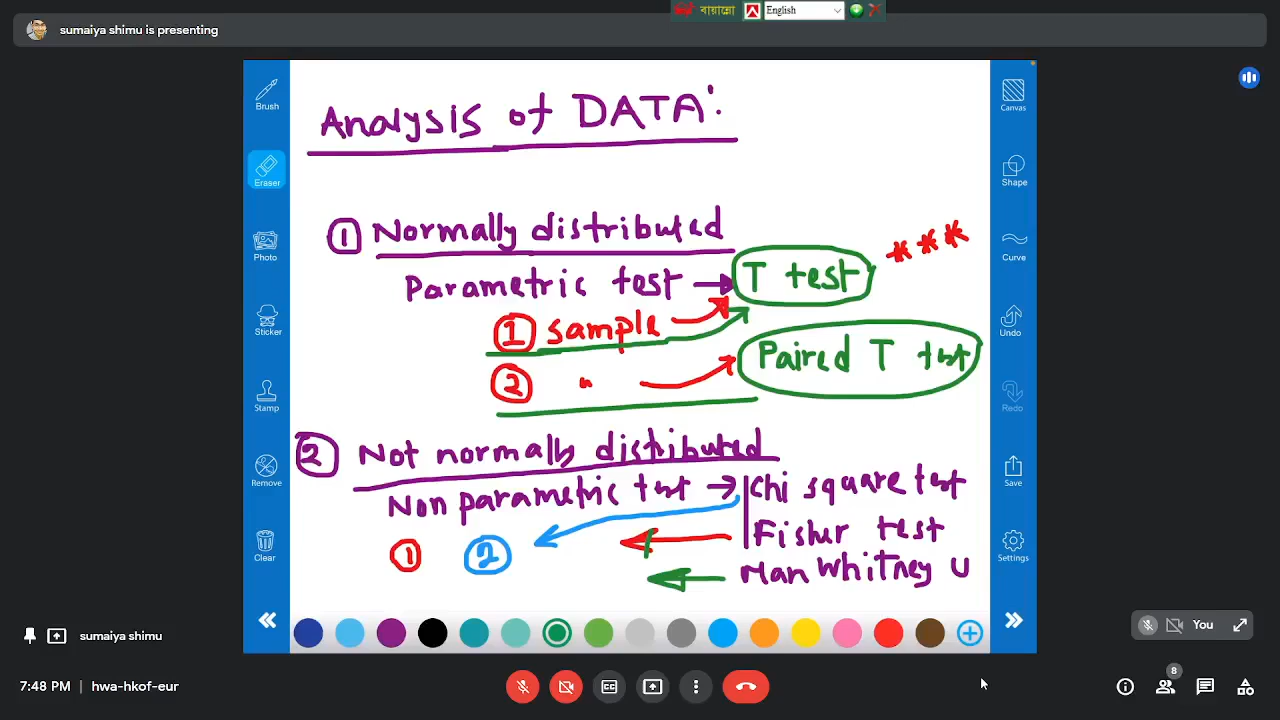 বায়ান্নো English
sumaiya shimu is presenting
Brush
Eraser
Photo
Sticker
Stamp
Remove
Clear
Analysis of DATA:
1 Normally distributed
Parametric test → T test ***
1 sample
2 "
Paired T test
2 Not normally distributed
Non parametric test → Chi square test
Fisher test
Man Whitney U
1 2
Canvas
Shape
Curve
Undo
Redo
Save
Settings
sumaiya shimu
You
7:48 PM | hwa-hkof-eur
8